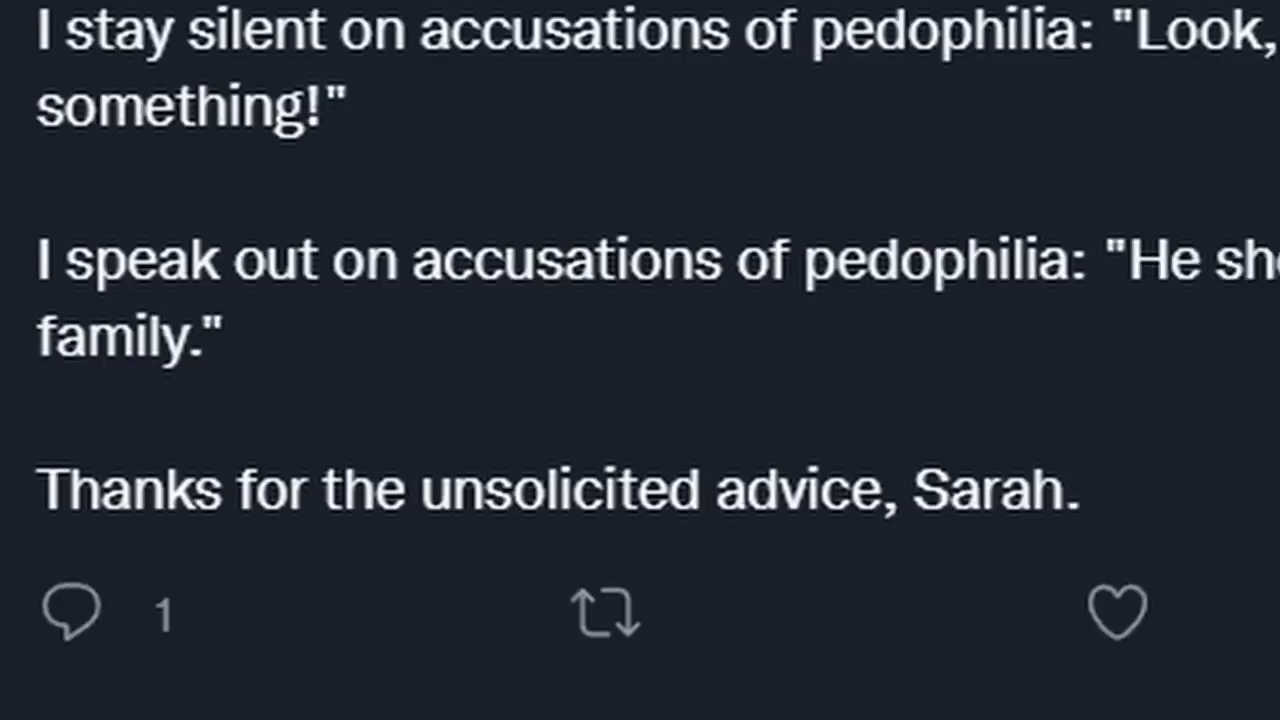 I stay silent on accusations of pedophilia: "Look,
something!"
I speak out on accusations of pedophilia: "He
family."
Thanks for the unsolicited advice, Sarah.
1